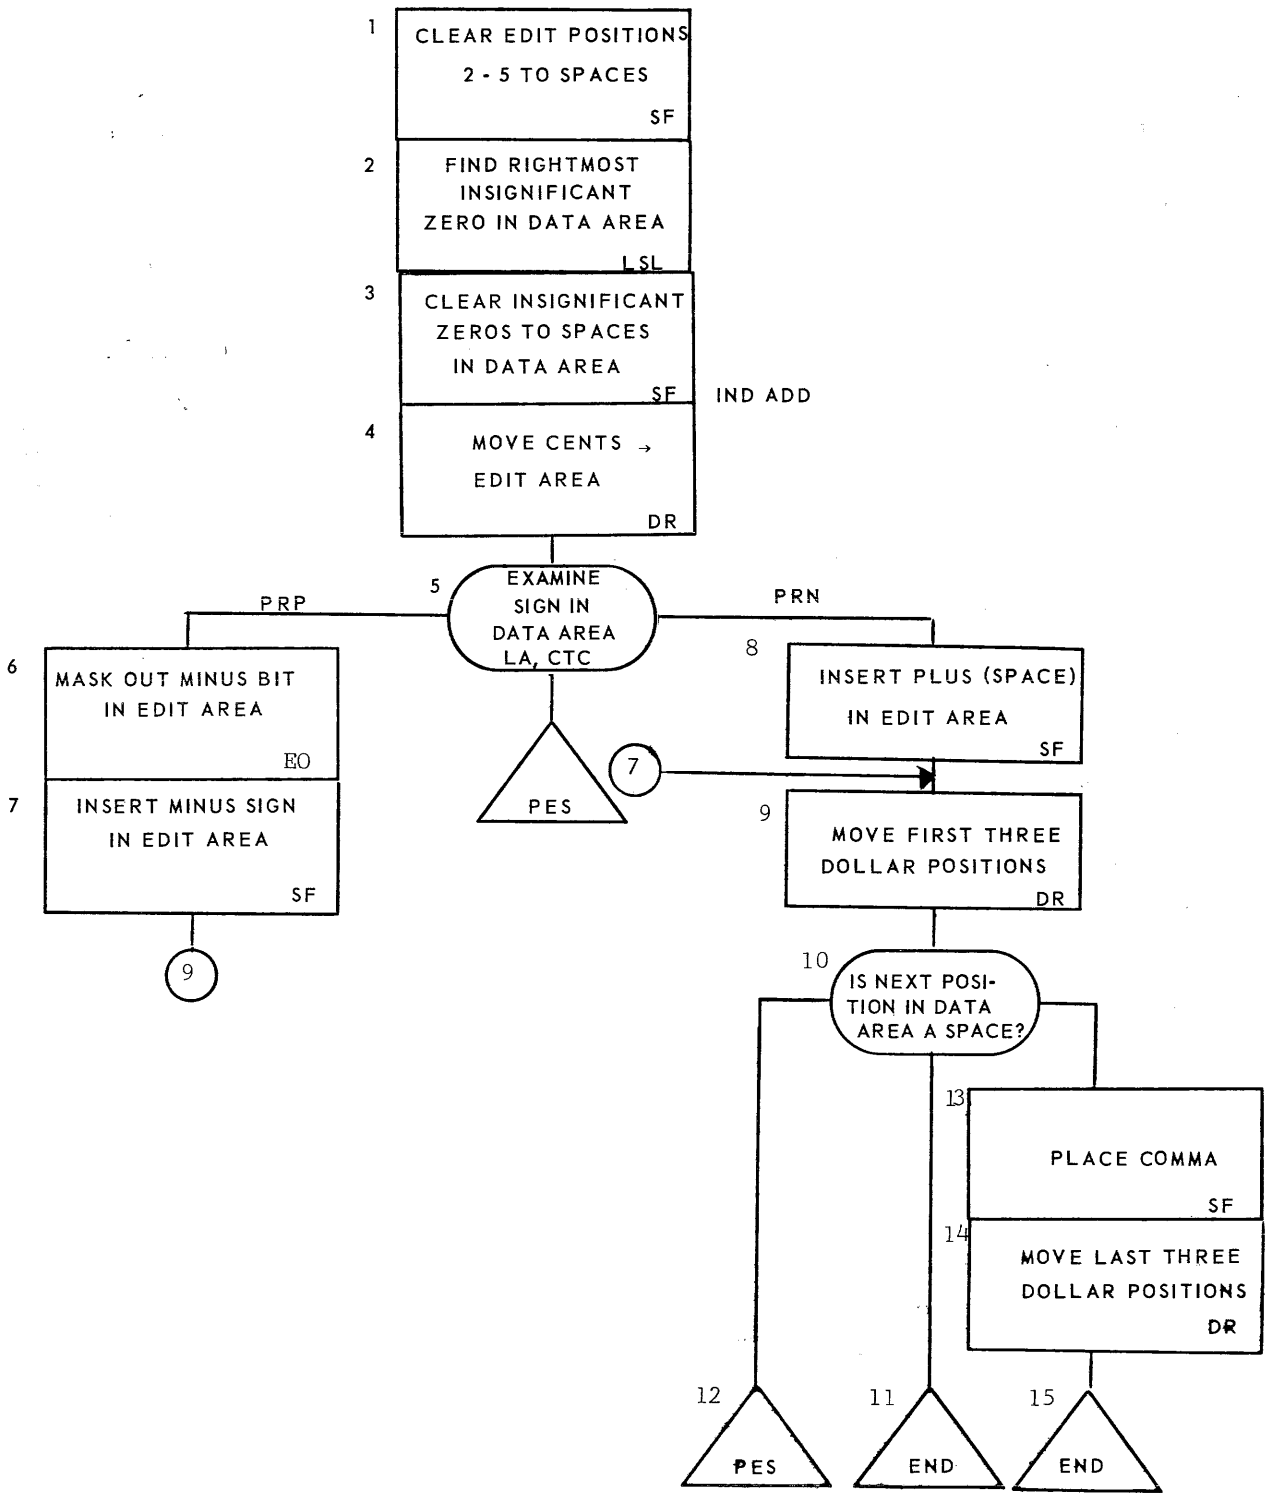 1
CLEAR EDIT POSITIONS
2 - 5 TO SPACES
SF
2
FIND RIGHTMOST
INSIGNIFICANT
ZERO IN DATA AREA
LSL
3
CLEAR INSIGNIFICANT
ZEROS TO SPACES
IN DATA AREA
SF
IND ADD
4
MOVE CENTS →
EDIT AREA
DR
5
EXAMINE
SIGN IN
DATA AREA
LA, CTC
PRP
PRN
PES
6
MASK OUT MINUS BIT
IN EDIT AREA
EO
7
INSERT MINUS SIGN
IN EDIT AREA
SF
9
8
INSERT PLUS (SPACE)
IN EDIT AREA
SF
7
9
MOVE FIRST THREE
DOLLAR POSITIONS
DR
10
IS NEXT POSI-
TION IN DATA
AREA A SPACE?
13
PLACE COMMA
SF
14
MOVE LAST THREE
DOLLAR POSITIONS
DR
12
PES
11
END
15
END